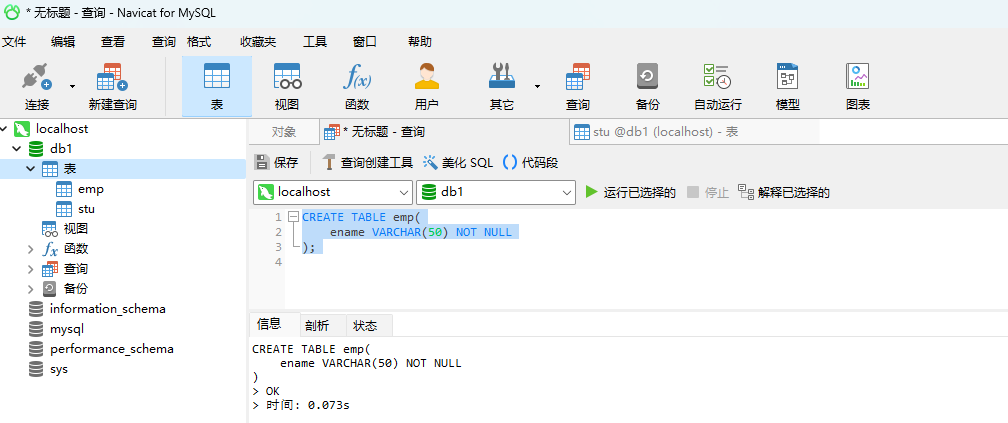 * 无标题 - 查询 - Navicat for MySQL
文件 编辑 查看 查询 格式 收藏夹 工具 窗口 帮助
连接 新建查询 表 视图 函数 用户 其它 查询 备份 自动运行 模型 图表
localhost
db1
表
emp
stu
视图
函数
查询
备份
information_schema
mysql
performance_schema
sys
对象 * 无标题 - 查询 stu @db1 (localhost) - 表
保存 查询创建工具 美化 SQL 代码段
localhost db1 运行已选择的 停止 解释已选择的
1 CREATE TABLE emp(
2 ename VARCHAR(50) NOT NULL
3 );
4
信息 剖析 状态
CREATE TABLE emp(
ename VARCHAR(50) NOT NULL
)
> OK
> 时间: 0.073s